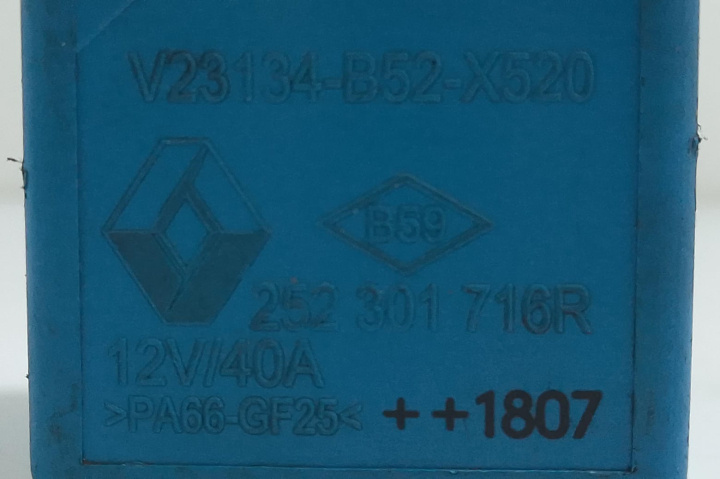 V23134-B52-X520
B59
252 301 716R
12V/40A
>PA66-GF25< ++1807